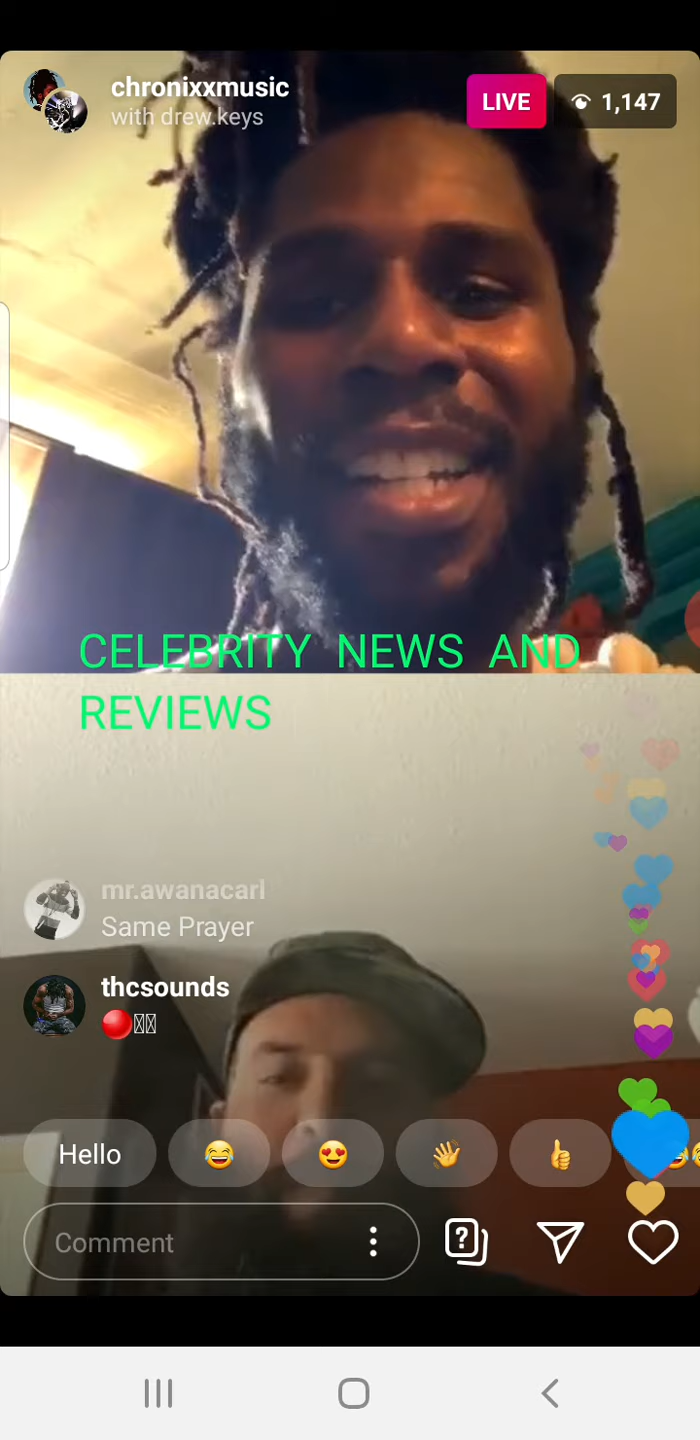 chronixxmusic
with drew.keys
LIVE
1,147
CELEBRITY NEWS AND
REVIEWS
mr.awanacarl
Same Prayer
thcsounds
Hello
Comment